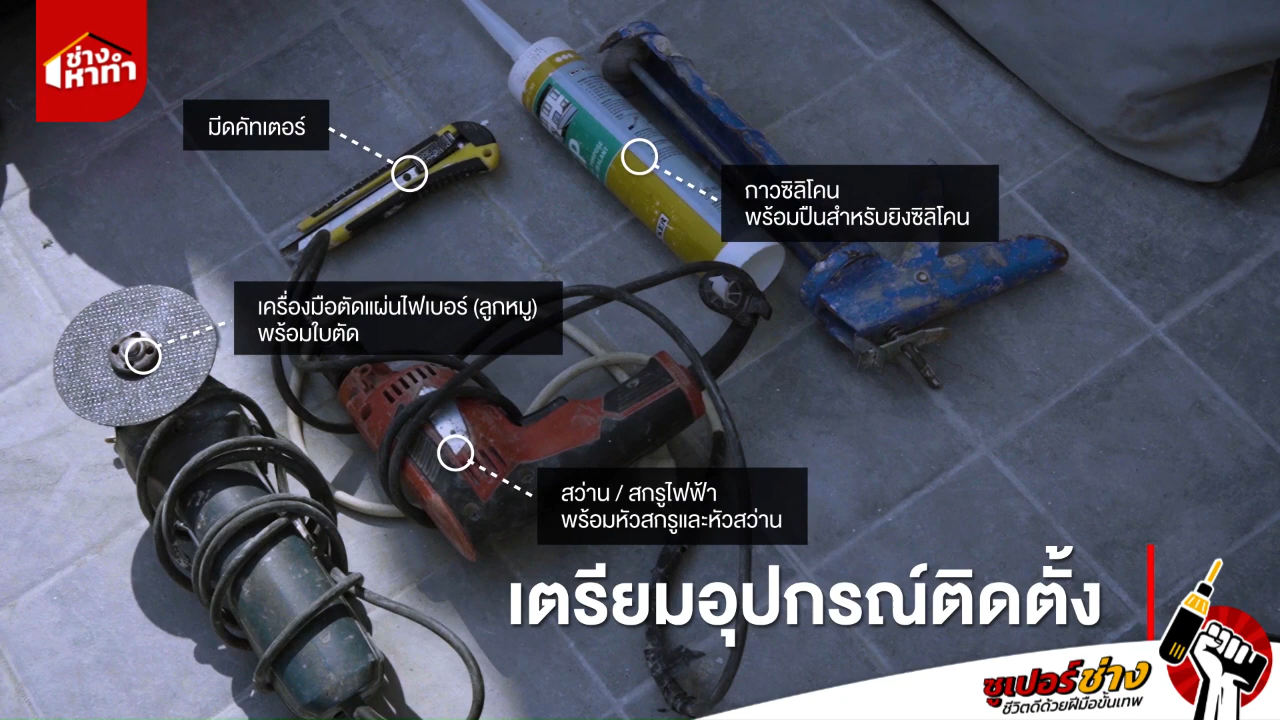 ช่าง
หาทำ
มีดคัทเตอร์
กาวซิลิโคน
พร้อมปืนสำหรับยิงซิลิโคน
เครื่องมือตัดแผ่นไฟเบอร์ (ลูกหมู)
พร้อมใบตัด
สว่าน / สกรูไฟฟ้า
พร้อมหัวสกรูและหัวสว่าน
เตรียมอุปกรณ์ติดตั้ง
ซูเปอร์ช่าง
ชีวิตดีด้วยฝีมือขั้นเทพ